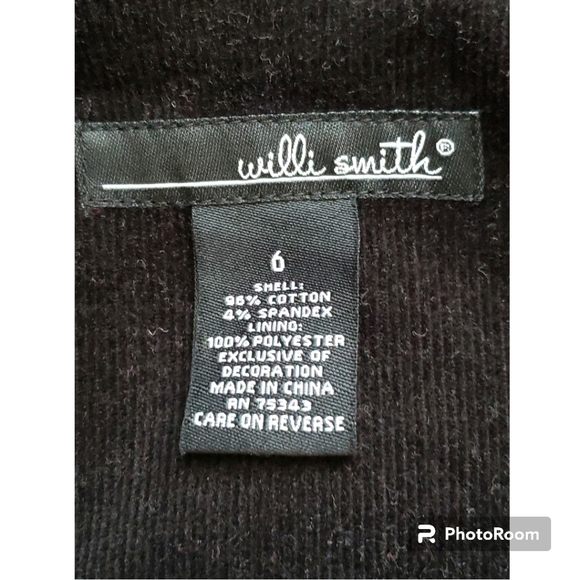 willi smith®
6
SHELL:
96% COTTON
4% SPANDEX
LINING:
100% POLYESTER
EXCLUSIVE OF
DECORATION
MADE IN CHINA
RN 75343
CARE ON REVERSE
PhotoRoom